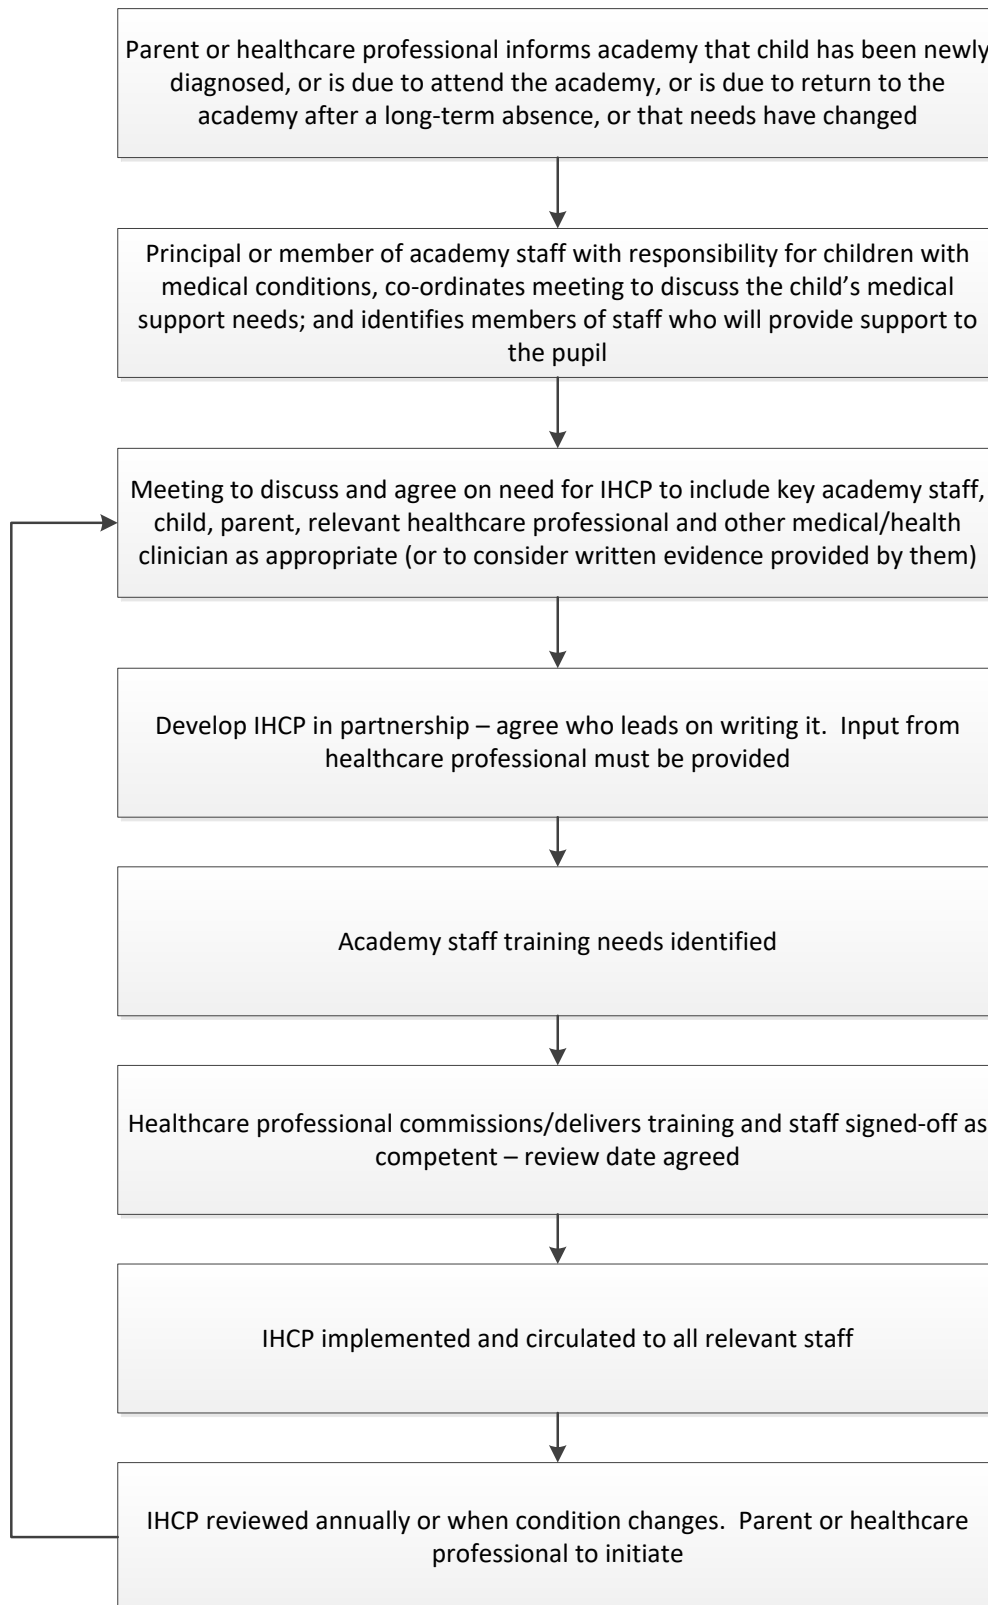 Parent or healthcare professional informs academy that child has been newly
diagnosed, or is due to attend the academy, or is due to return to the
academy after a long-term absence, or that needs have changed
Principal or member of academy staff with responsibility for children with
medical conditions, co-ordinates meeting to discuss the child’s medical
support needs; and identifies members of staff who will provide support to
the pupil
Meeting to discuss and agree on need for IHCP to include key academy staff,
child, parent, relevant healthcare professional and other medical/health
clinician as appropriate (or to consider written evidence provided by them)
Develop IHCP in partnership – agree who leads on writing it.  Input from
healthcare professional must be provided
Academy staff training needs identified
Healthcare professional commissions/delivers training and staff signed-off as
competent – review date agreed
IHCP implemented and circulated to all relevant staff
IHCP reviewed annually or when condition changes.  Parent or healthcare
professional to initiate